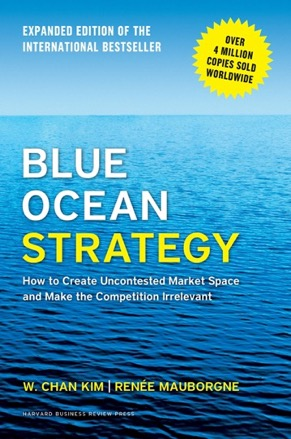 EXPANDED EDITION OF THE
INTERNATIONAL BESTSELLER
OVER
4 MILLION
COPIES SOLD
WORLDWIDE
BLUE
OCEAN
STRATEGY
How to Create Uncontested Market Space
and Make the Competition Irrelevant
W. CHAN KIM | RENÉE MAUBORGNE
HARVARD BUSINESS REVIEW PRESS